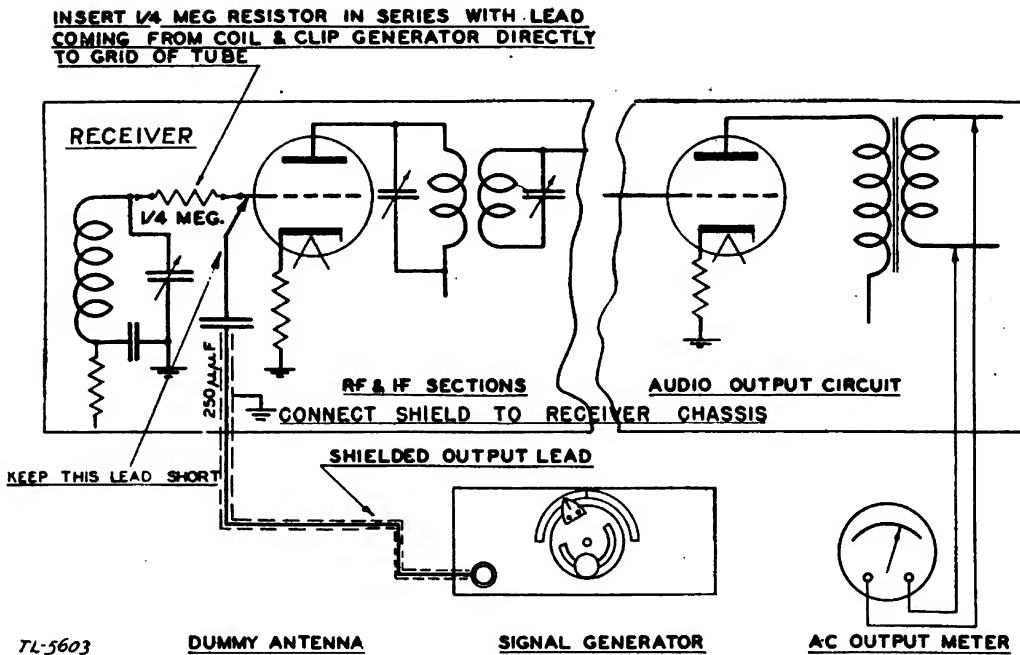 INSERT 1/4 MEG RESISTOR IN SERIES WITH LEAD
COMING FROM COIL & CLIP GENERATOR DIRECTLY
TO GRID OF TUBE
RECEIVER
1/4 MEG.
250μμF
RF & IF SECTIONS
AUDIO OUTPUT CIRCUIT
CONNECT SHIELD TO RECEIVER CHASSIS
KEEP THIS LEAD SHORT
SHIELDED OUTPUT LEAD
TL-5603
DUMMY ANTENNA
SIGNAL GENERATOR
A-C OUTPUT METER